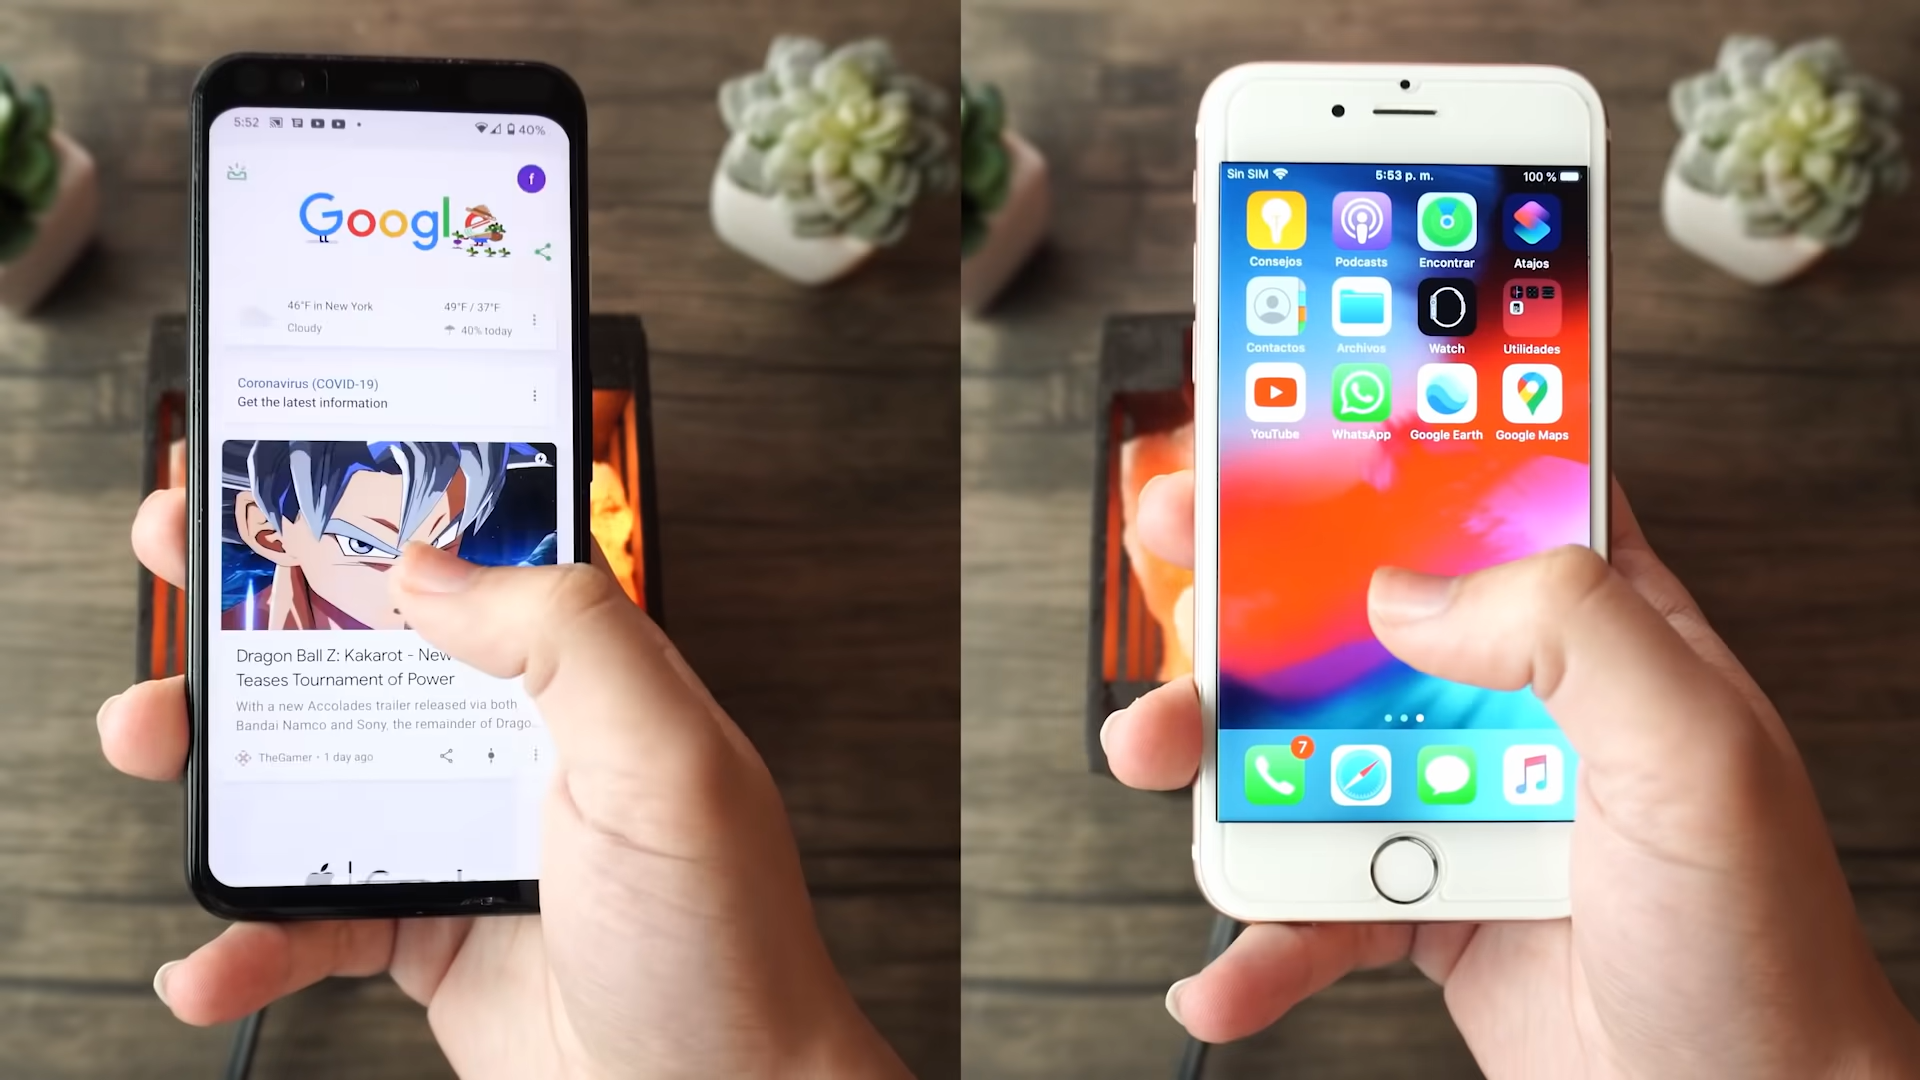 5:52
40%
f
Googl
46°F in New York
49°F / 37°F
Cloudy
40% today
Coronavirus (COVID-19)
Get the latest information
Dragon Ball Z: Kakarot - New
Teases Tournament of Power
With a new Accolades trailer released via both
Bandai Namco and Sony, the remainder of Drago...
TheGamer • 1 day ago
Sin SIM
5:53 p. m.
100 %
Consejos
Podcasts
Encontrar
Atajos
Contactos
Archivos
Watch
Utilidades
YouTube
WhatsApp
Google Earth
Google Maps
7